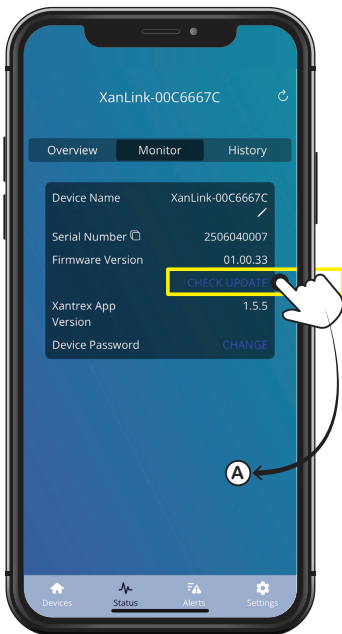 XanLink-00C6667C
Overview Monitor History
Device Name XanLink-00C6667C
Serial Number 2506040007
Firmware Version 01.00.33
CHECK UPDATE
Xantrex App 1.5.5
Version
Device Password CHANGE
A
Devices Status Alerts Settings